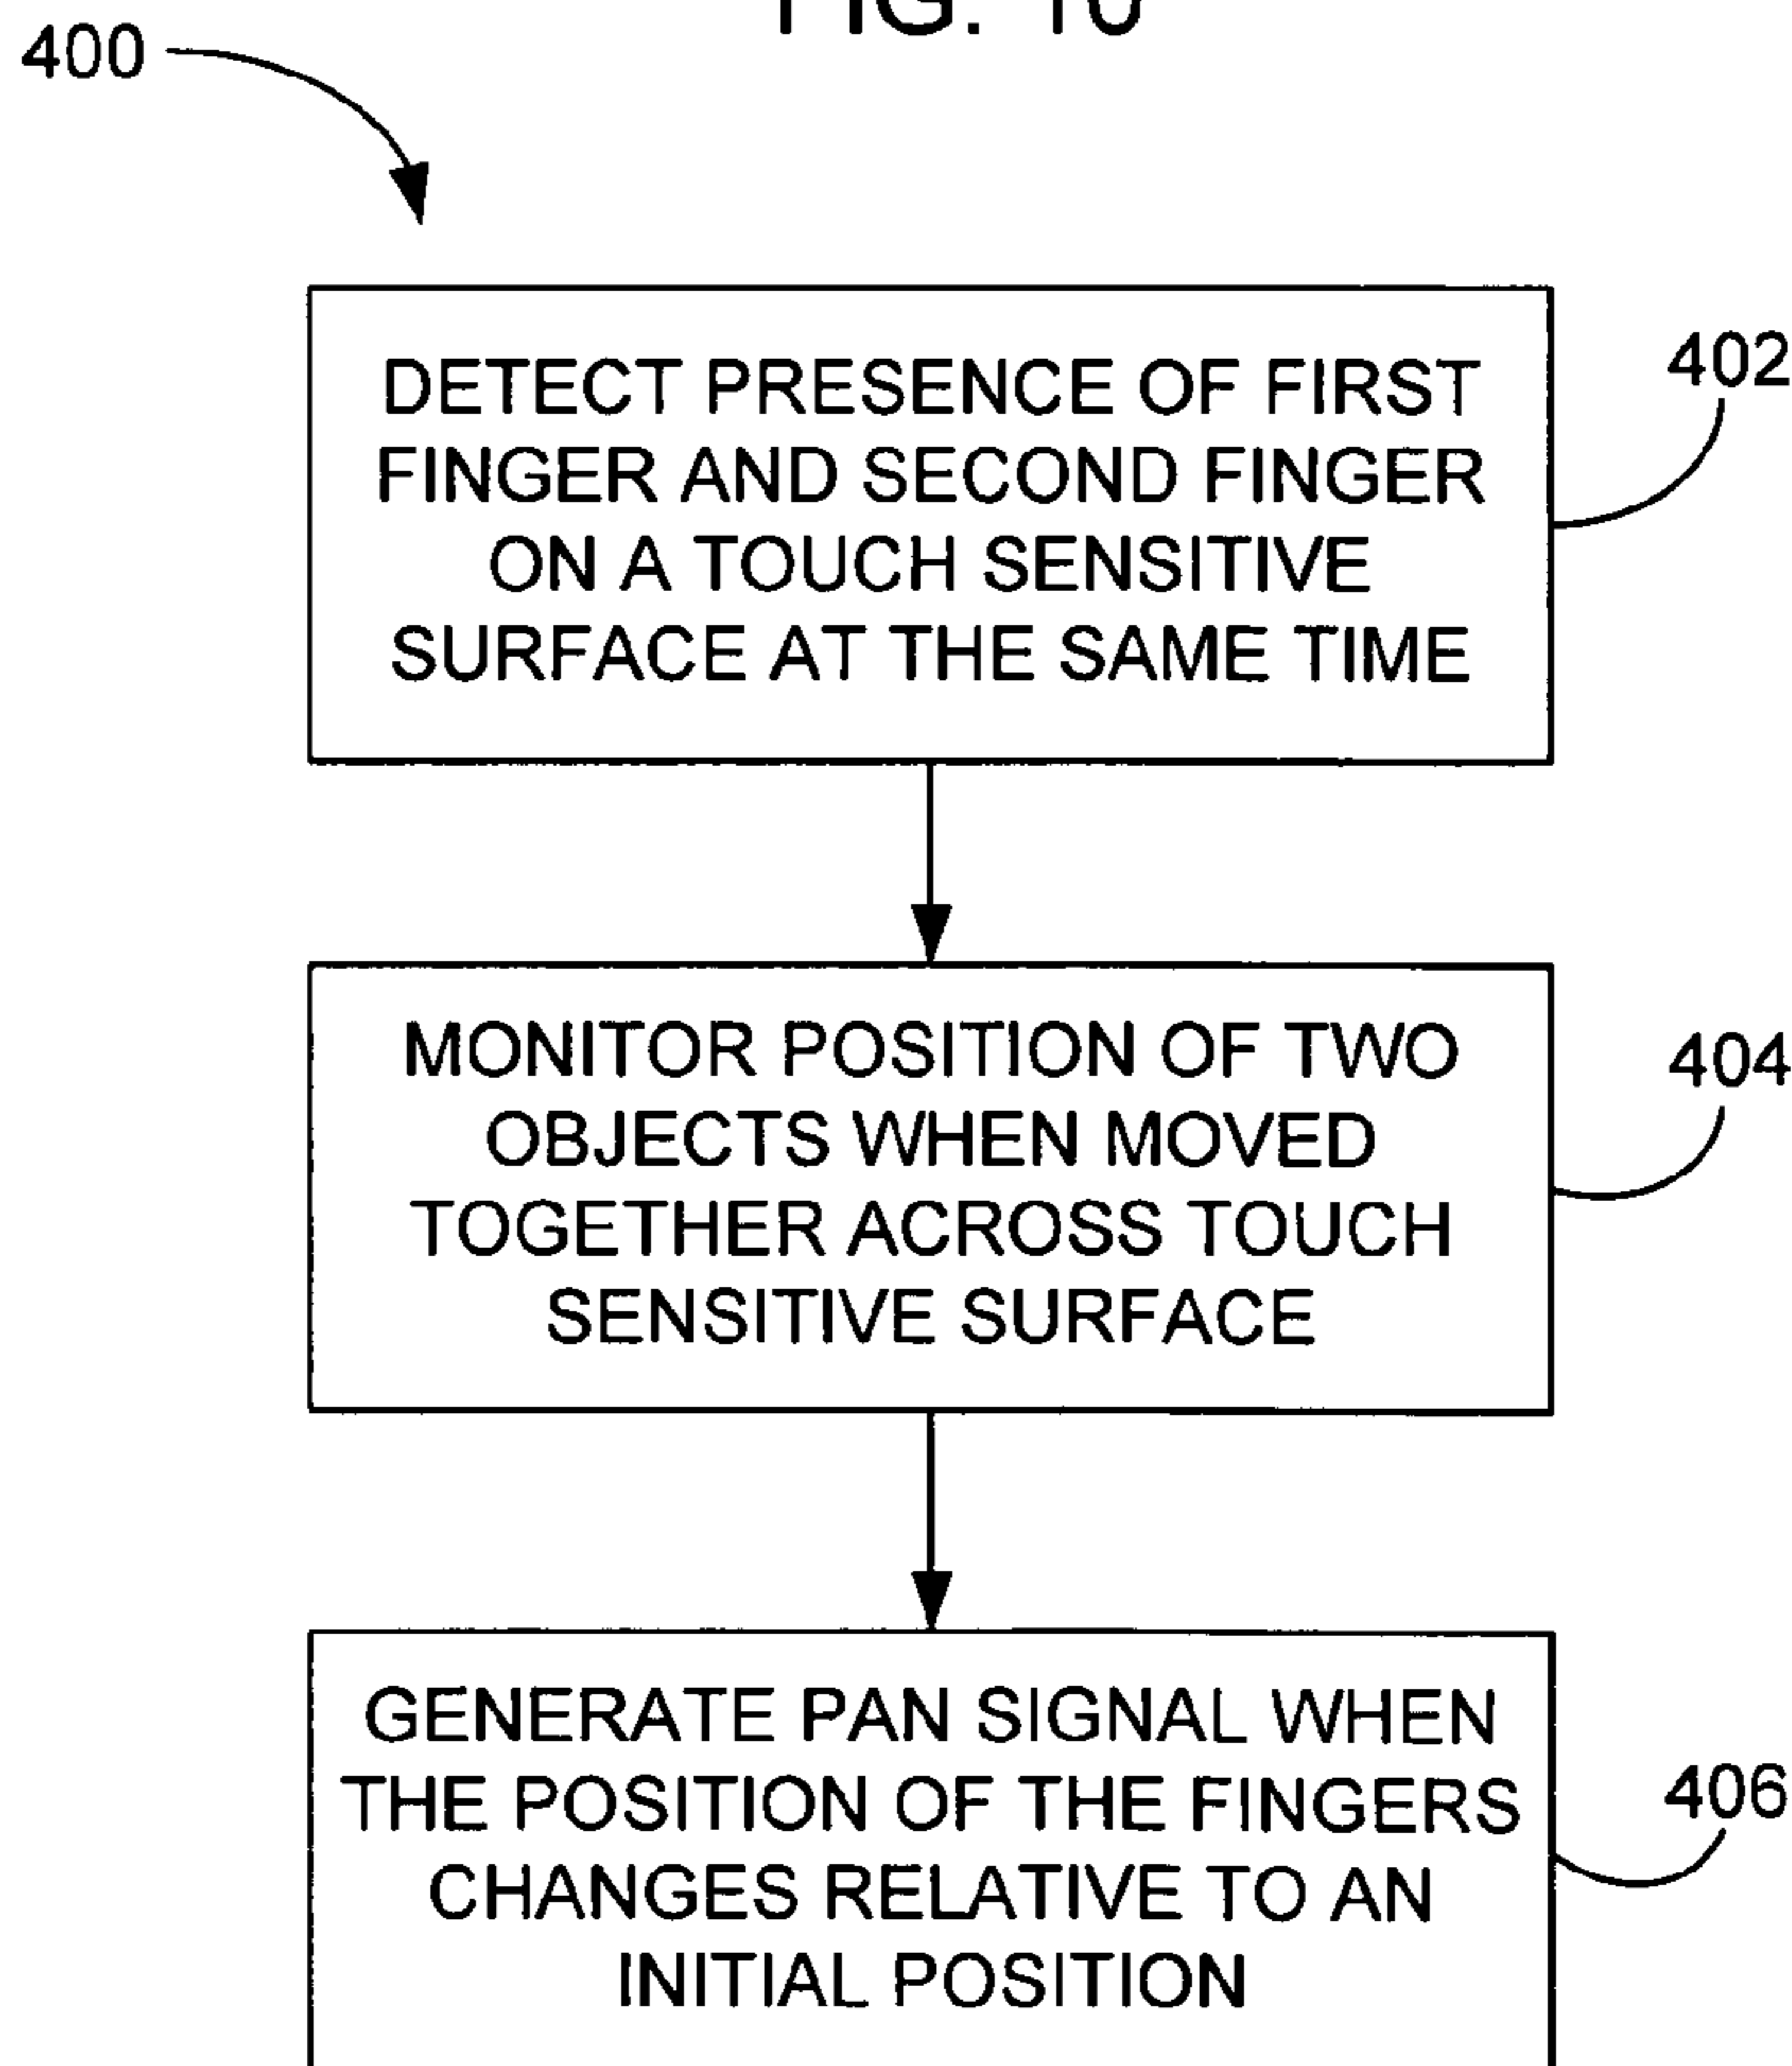 FIG. 10
400
DETECT PRESENCE OF FIRST
FINGER AND SECOND FINGER
ON A TOUCH SENSITIVE
SURFACE AT THE SAME TIME
402
MONITOR POSITION OF TWO
OBJECTS WHEN MOVED
TOGETHER ACROSS TOUCH
SENSITIVE SURFACE
404
GENERATE PAN SIGNAL WHEN
THE POSITION OF THE FINGERS
CHANGES RELATIVE TO AN
INITIAL POSITION
406